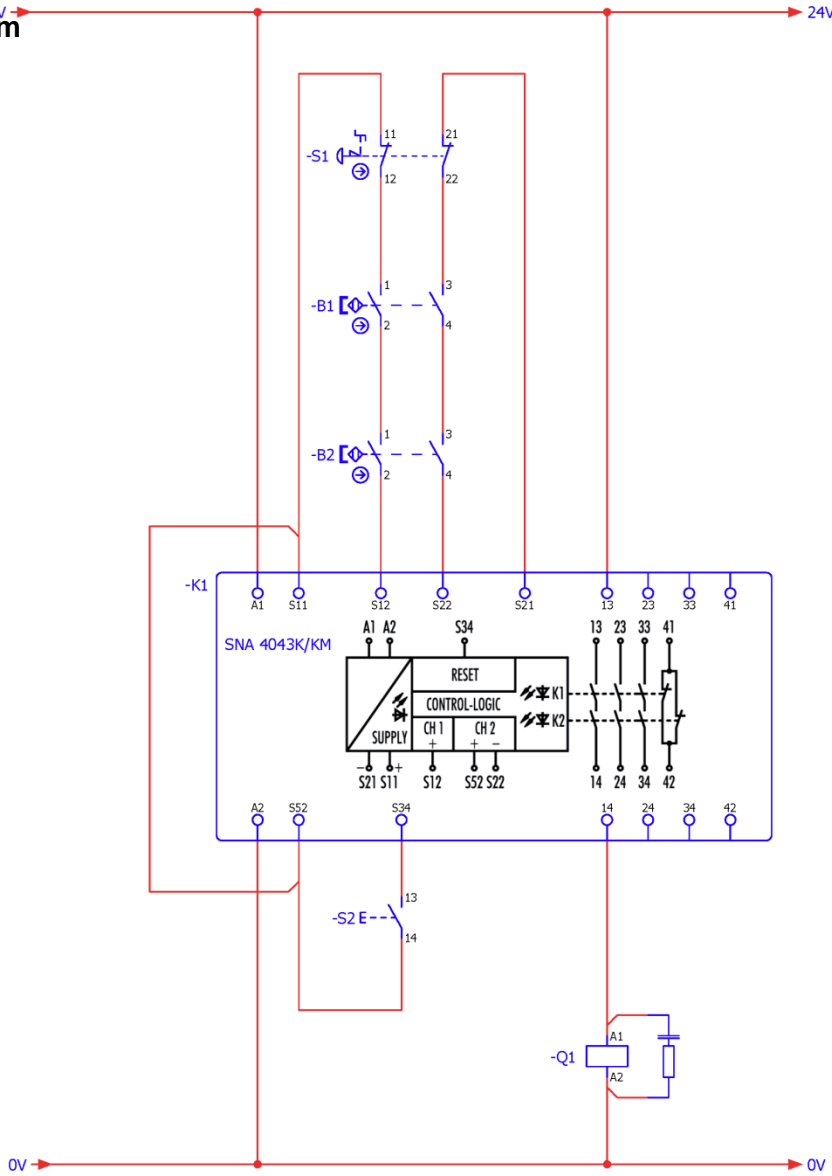 V
24V
m
11
21
-S1
12
22
1
3
-B1
2
4
1
3
-B2
2
4
-K1
A1 S11 S12 S22 S21 13 23 33 41
SNA 4043K/KM
A1 A2 S34 13 23 33 41
RESET
K1
CONTROL-LOGIC
CH 1 CH 2 K2
SUPPLY + + −
− +
S21 S11 S12 S52 S22 14 24 34 42
A2 S52 S34 14 24 34 42
13
-S2 E
14
A1
-Q1
A2
0V
0V